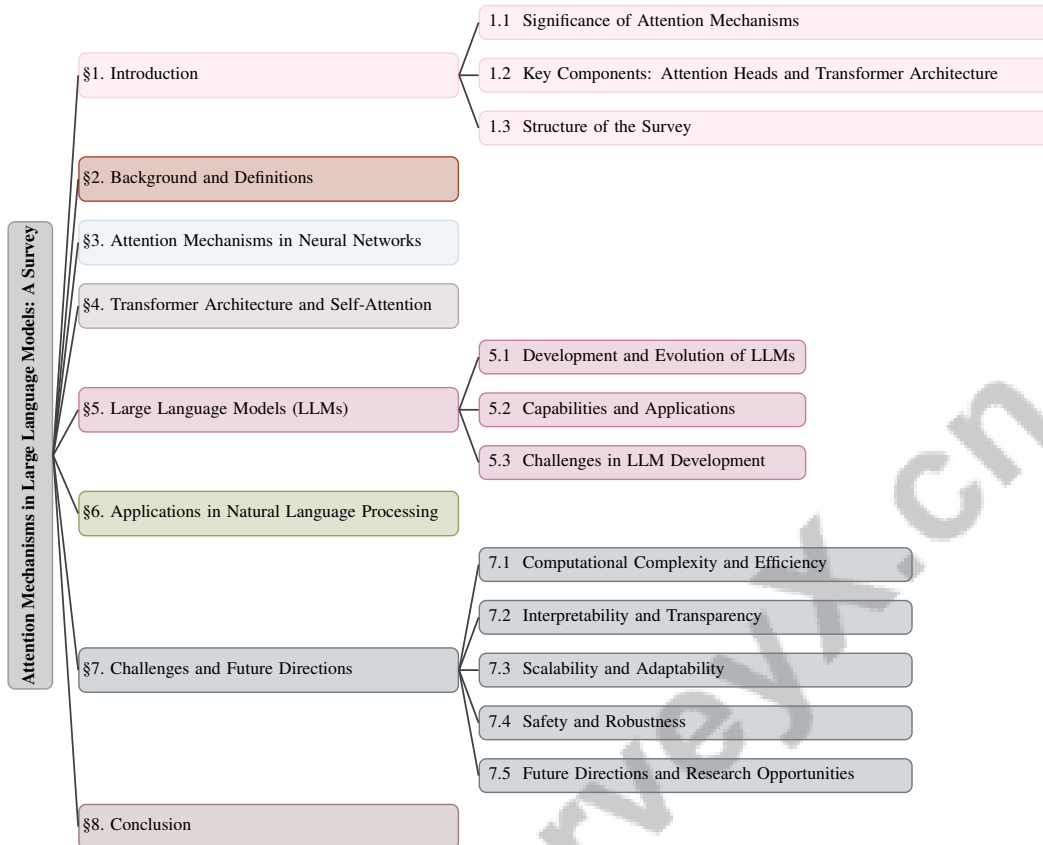 Attention Mechanisms in Large Language Models: A Survey
§1. Introduction
1.1 Significance of Attention Mechanisms
1.2 Key Components: Attention Heads and Transformer Architecture
1.3 Structure of the Survey
§2. Background and Definitions
§3. Attention Mechanisms in Neural Networks
§4. Transformer Architecture and Self-Attention
§5. Large Language Models (LLMs)
5.1 Development and Evolution of LLMs
5.2 Capabilities and Applications
5.3 Challenges in LLM Development
§6. Applications in Natural Language Processing
§7. Challenges and Future Directions
7.1 Computational Complexity and Efficiency
7.2 Interpretability and Transparency
7.3 Scalability and Adaptability
7.4 Safety and Robustness
7.5 Future Directions and Research Opportunities
§8. Conclusion
rveyx.cn